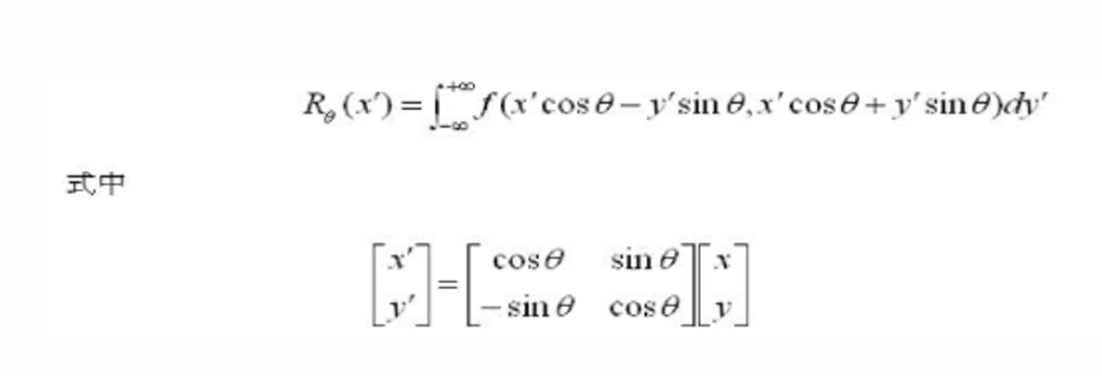 R_θ(x′)=∫_{-∞}^{+∞} f(x′cosθ−y′sinθ,x′cosθ+y′sinθ)dy′
式中
[x′ y′] = [cosθ sinθ; −sinθ cosθ][x y]